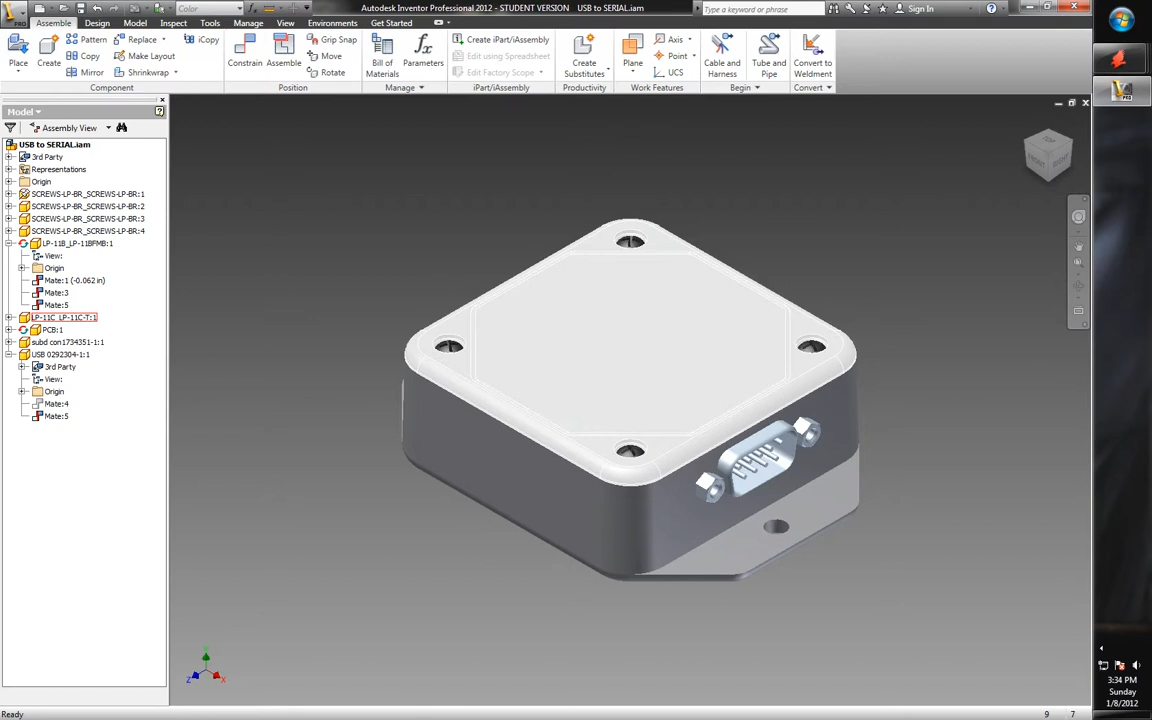 Color
Autodesk Inventor Professional 2012 - STUDENT VERSION USB to SERIAL.iam
Type a keyword or phrase
Sign In
PRO
Assemble Design Model Inspect Tools Manage View Environments Get Started
Place
Create
Pattern
Copy
Mirror
Replace
Make Layout
Shrinkwrap
iCopy
Component
Constrain
Assemble
Grip Snap
Move
Rotate
Position
Bill of
Materials
Parameters
Manage
Create iPart/iAssembly
Edit using Spreadsheet
Edit Factory Scope
iPart/iAssembly
Create
Substitutes
Productivity
Plane
Axis
Point
UCS
Work Features
Cable and
Harness
Tube and
Pipe
Begin
Convert to
Weldment
Convert
Model
Assembly View
USB to SERIAL.iam
3rd Party
Representations
Origin
SCREWS-LP-BR_SCREWS-LP-BR:1
SCREWS-LP-BR_SCREWS-LP-BR:2
SCREWS-LP-BR_SCREWS-LP-BR:3
SCREWS-LP-BR_SCREWS-LP-BR:4
LP-11B_LP-11BFMB:1
View:
Origin
Mate:1 (-0.062 in)
Mate:3
Mate:5
LP-11C_LP-11C-T:1
PCB:1
subd con1734351-1:1
USB 0292304-1:1
3rd Party
View:
Origin
Mate:4
Mate:5
FRONT
RIGHT
Y
Z
X
Ready
9 7
3:34 PM
Sunday
1/8/2012